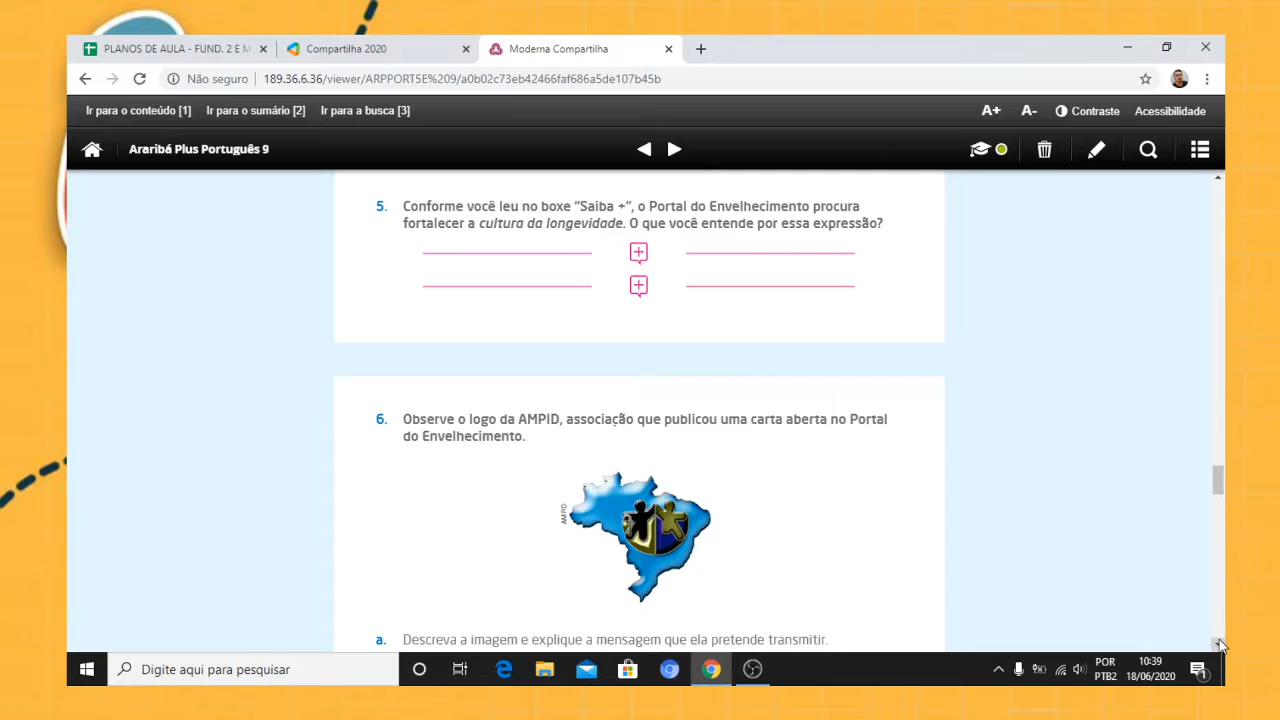 PLANOS DE AULA - FUND. 2 E M
Compartilha 2020
Moderna Compartilha
Não seguro
189.36.6.36/viewer/ARPPORT5E%209/a0b02c73eb42466faf686a5de107b45b
Ir para o conteúdo [1]
Ir para o sumário [2]
Ir para a busca [3]
A+
A-
Contraste
Acessibilidade
Araribá Plus Português 9
5. Conforme você leu no boxe "Saiba +", o Portal do Envelhecimento procura
fortalecer a cultura da longevidade. O que você entende por essa expressão?
6. Observe o logo da AMPID, associação que publicou uma carta aberta no Portal
do Envelhecimento.
AMPID
a. Descreva a imagem e explique a mensagem que ela pretende transmitir.
Digite aqui para pesquisar
POR
PTB2
10:39
18/06/2020
1